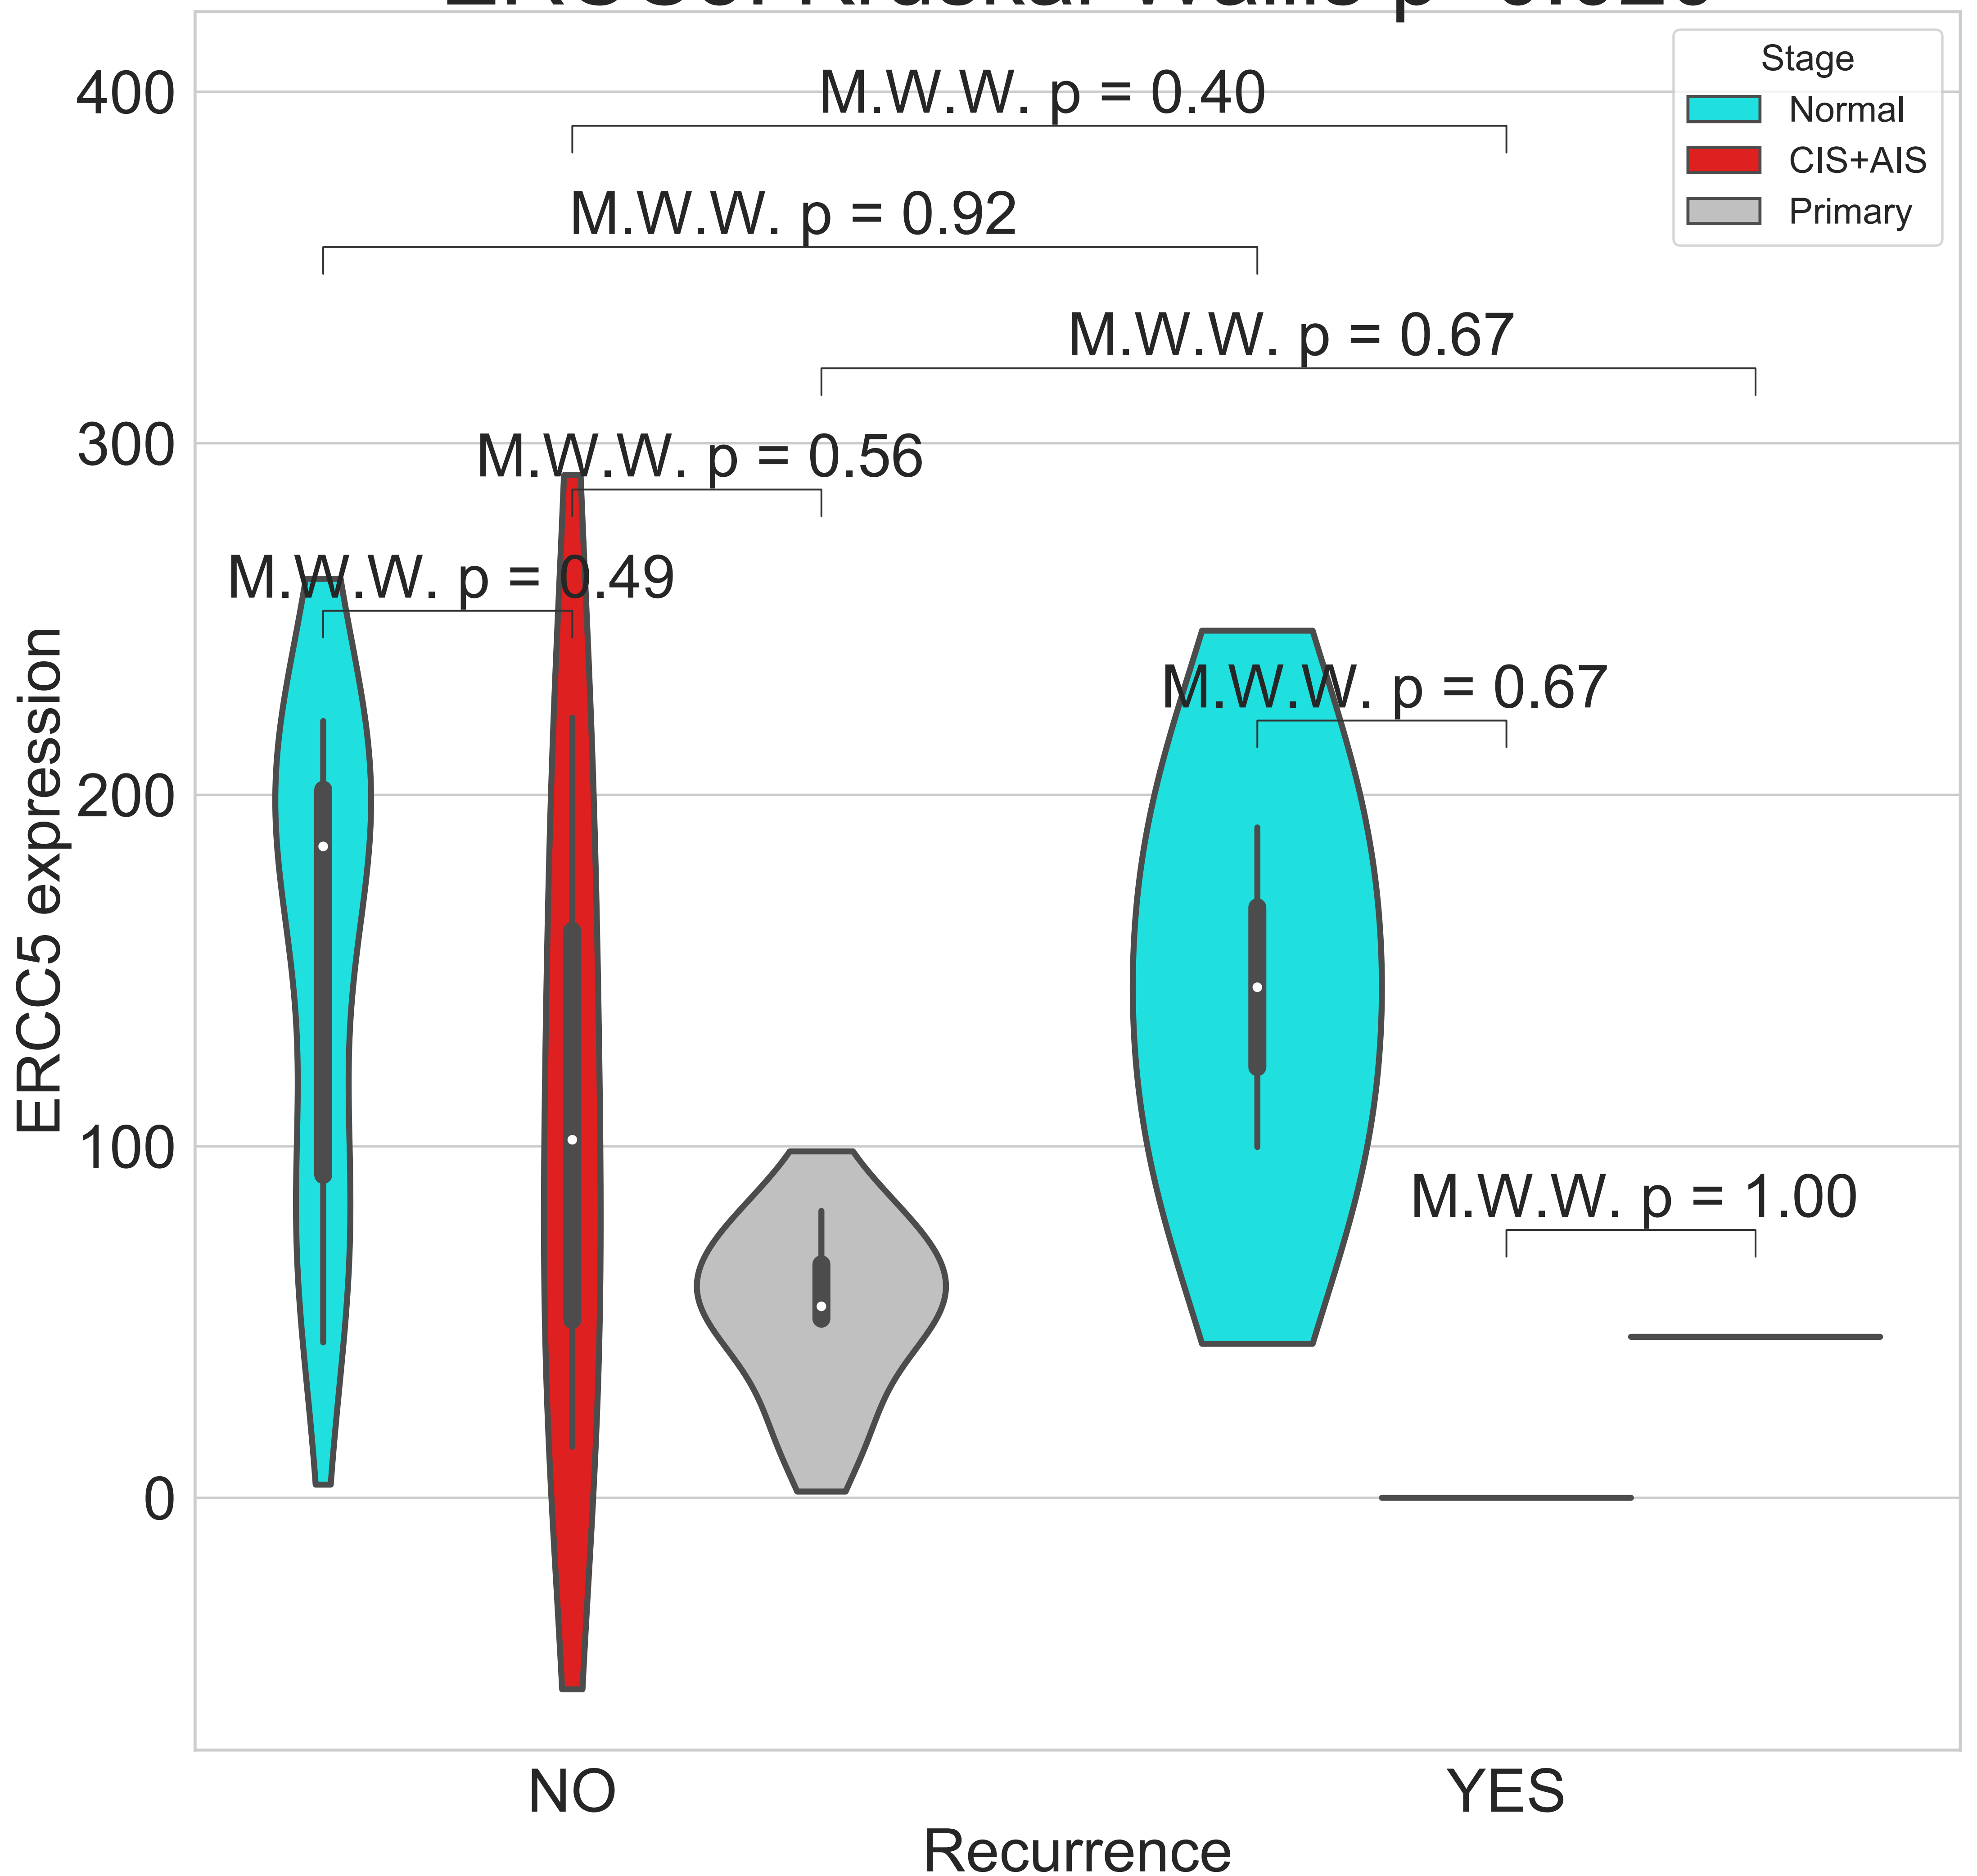 Stage
Normal
CIS+AIS
Primary
400
300
200
100
0
ERCC5 expression
M.W.W. p = 0.40
M.W.W. p = 0.92
M.W.W. p = 0.67
M.W.W. p = 0.56
M.W.W. p = 0.49
M.W.W. p = 0.67
M.W.W. p = 1.00
NO
YES
Recurrence